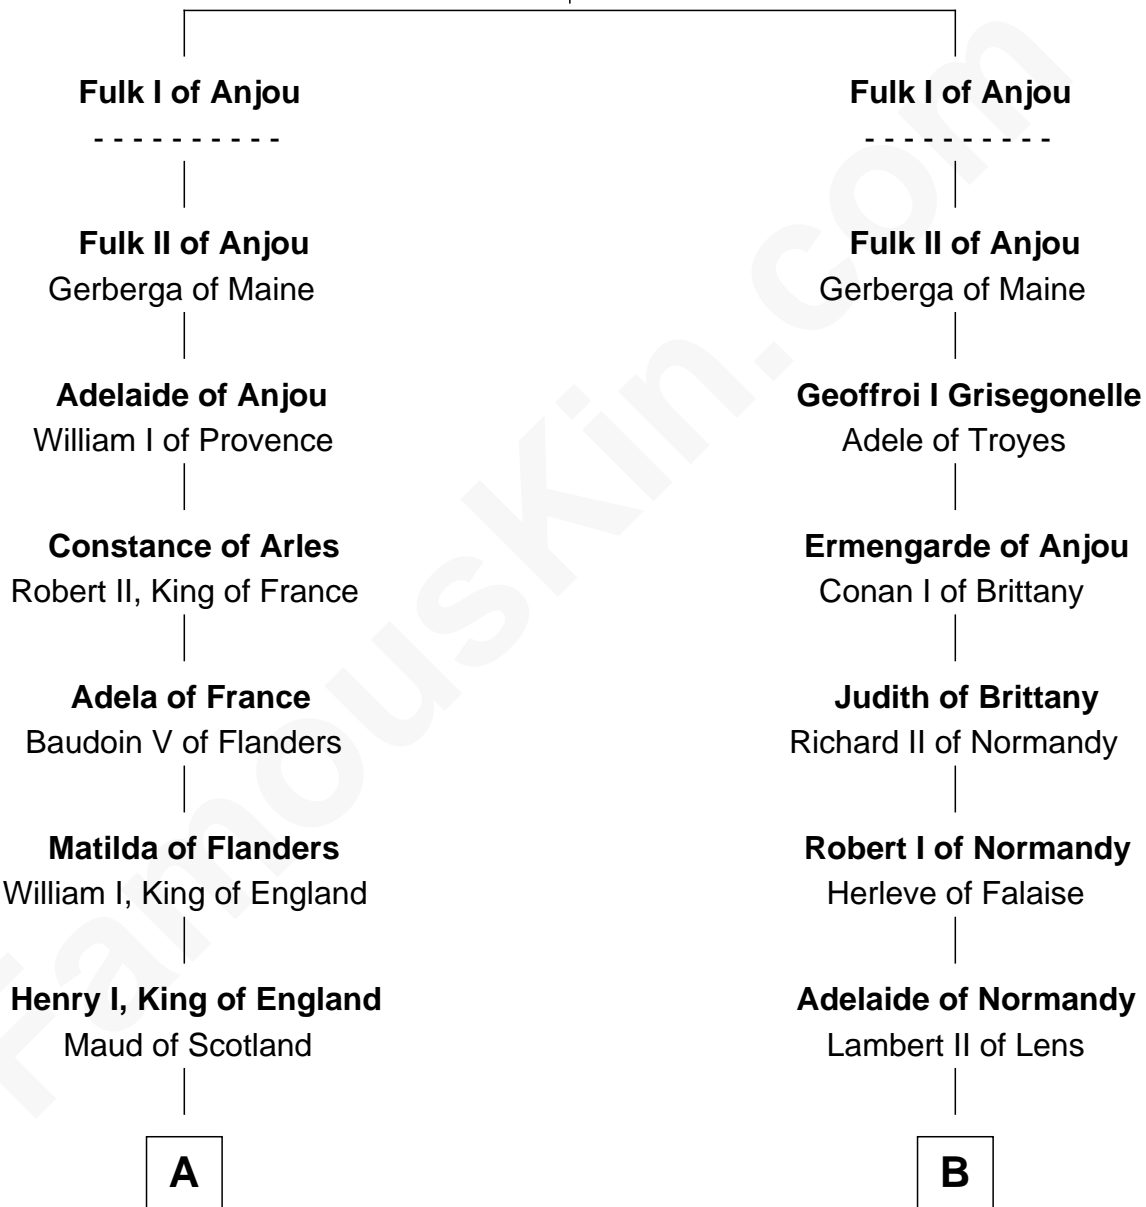 Fulk I of Anjou
- - - - - - - - - -
Fulk II of Anjou
Gerberga of Maine
Adelaide of Anjou
William I of Provence
Constance of Arles
Robert II, King of France
Adela of France
Baudoin V of Flanders
Matilda of Flanders
William I, King of England
Henry I, King of England
Maud of Scotland
A
Fulk I of Anjou
- - - - - - - - - -
Fulk II of Anjou
Gerberga of Maine
Geoffroi I Grisegonelle
Adele of Troyes
Ermengarde of Anjou
Conan I of Brittany
Judith of Brittany
Richard II of Normandy
Robert I of Normandy
Herleve of Falaise
Adelaide of Normandy
Lambert II of Lens
B
FamousKin.com